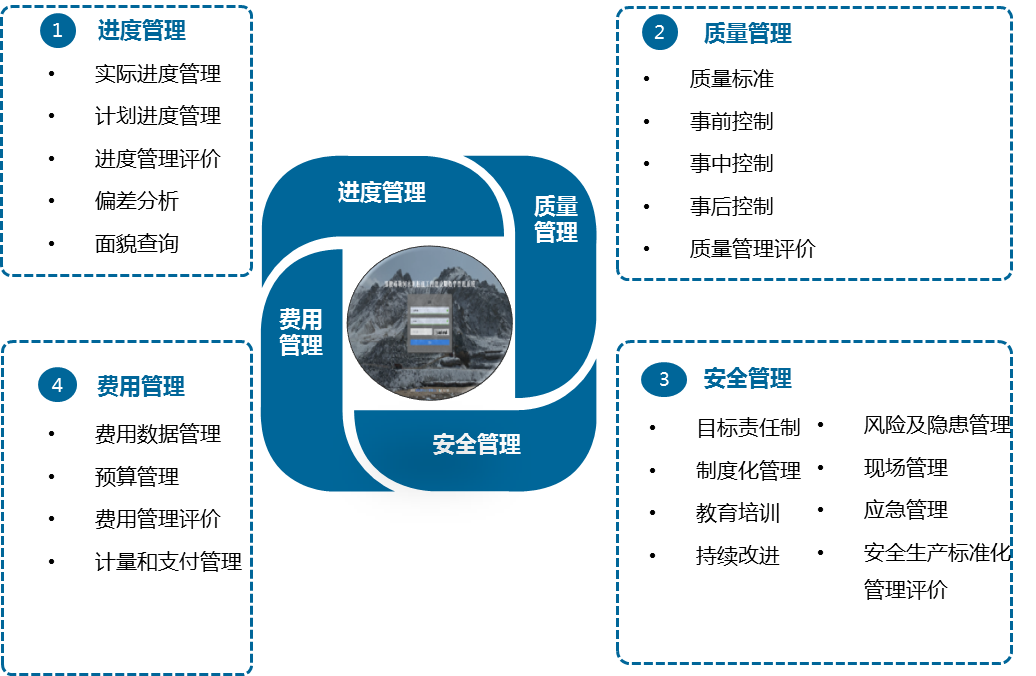 1 进度管理
• 实际进度管理
• 计划进度管理
• 进度管理评价
• 偏差分析
• 面貌查询
2 质量管理
• 质量标准
• 事前控制
• 事中控制
• 事后控制
• 质量管理评价
进度管理
质量
管理
费用
管理
安全管理
4 费用管理
• 费用数据管理
• 预算管理
• 费用管理评价
• 计量和支付管理
3 安全管理
• 目标责任制
• 制度化管理
• 教育培训
• 持续改进
• 风险及隐患管理
• 现场管理
• 应急管理
• 安全生产标准化
管理评价